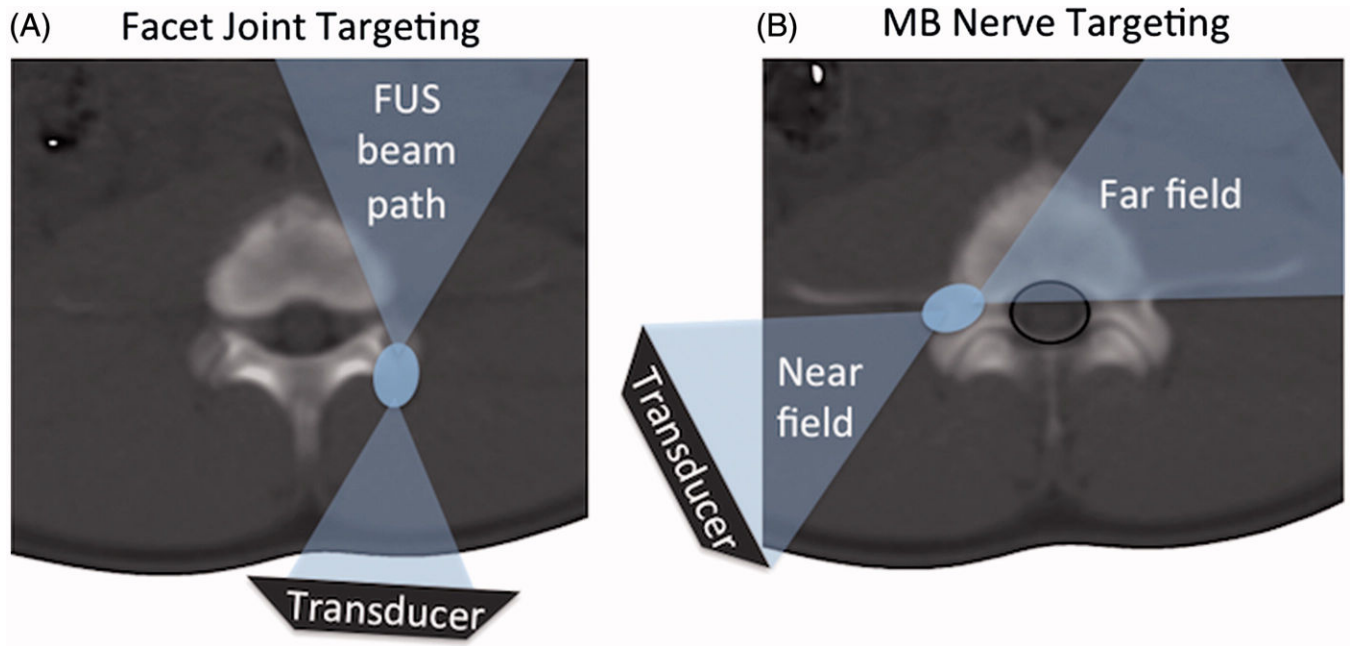 (A) Facet Joint Targeting
FUS
beam
path
Transducer
(B) MB Nerve Targeting
Far field
Near
field
Transducer